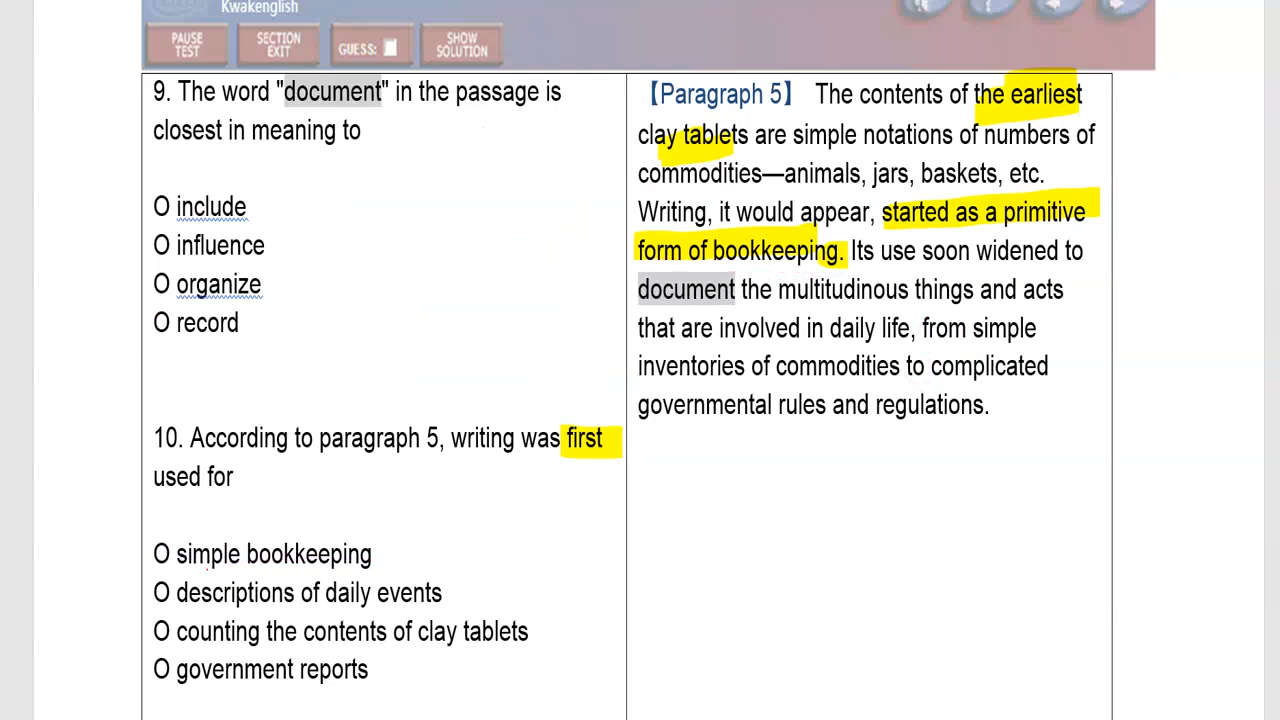 Kwakenglish
PAUSE TEST
SECTION EXIT
GUESS:
SHOW SOLUTION
9. The word "document" in the passage is
closest in meaning to
O include
O influence
O organize
O record
10. According to paragraph 5, writing was first
used for
O simple bookkeeping
O descriptions of daily events
O counting the contents of clay tablets
O government reports
【Paragraph 5】 The contents of the earliest
clay tablets are simple notations of numbers of
commodities—animals, jars, baskets, etc.
Writing, it would appear, started as a primitive
form of bookkeeping. Its use soon widened to
document the multitudinous things and acts
that are involved in daily life, from simple
inventories of commodities to complicated
governmental rules and regulations.